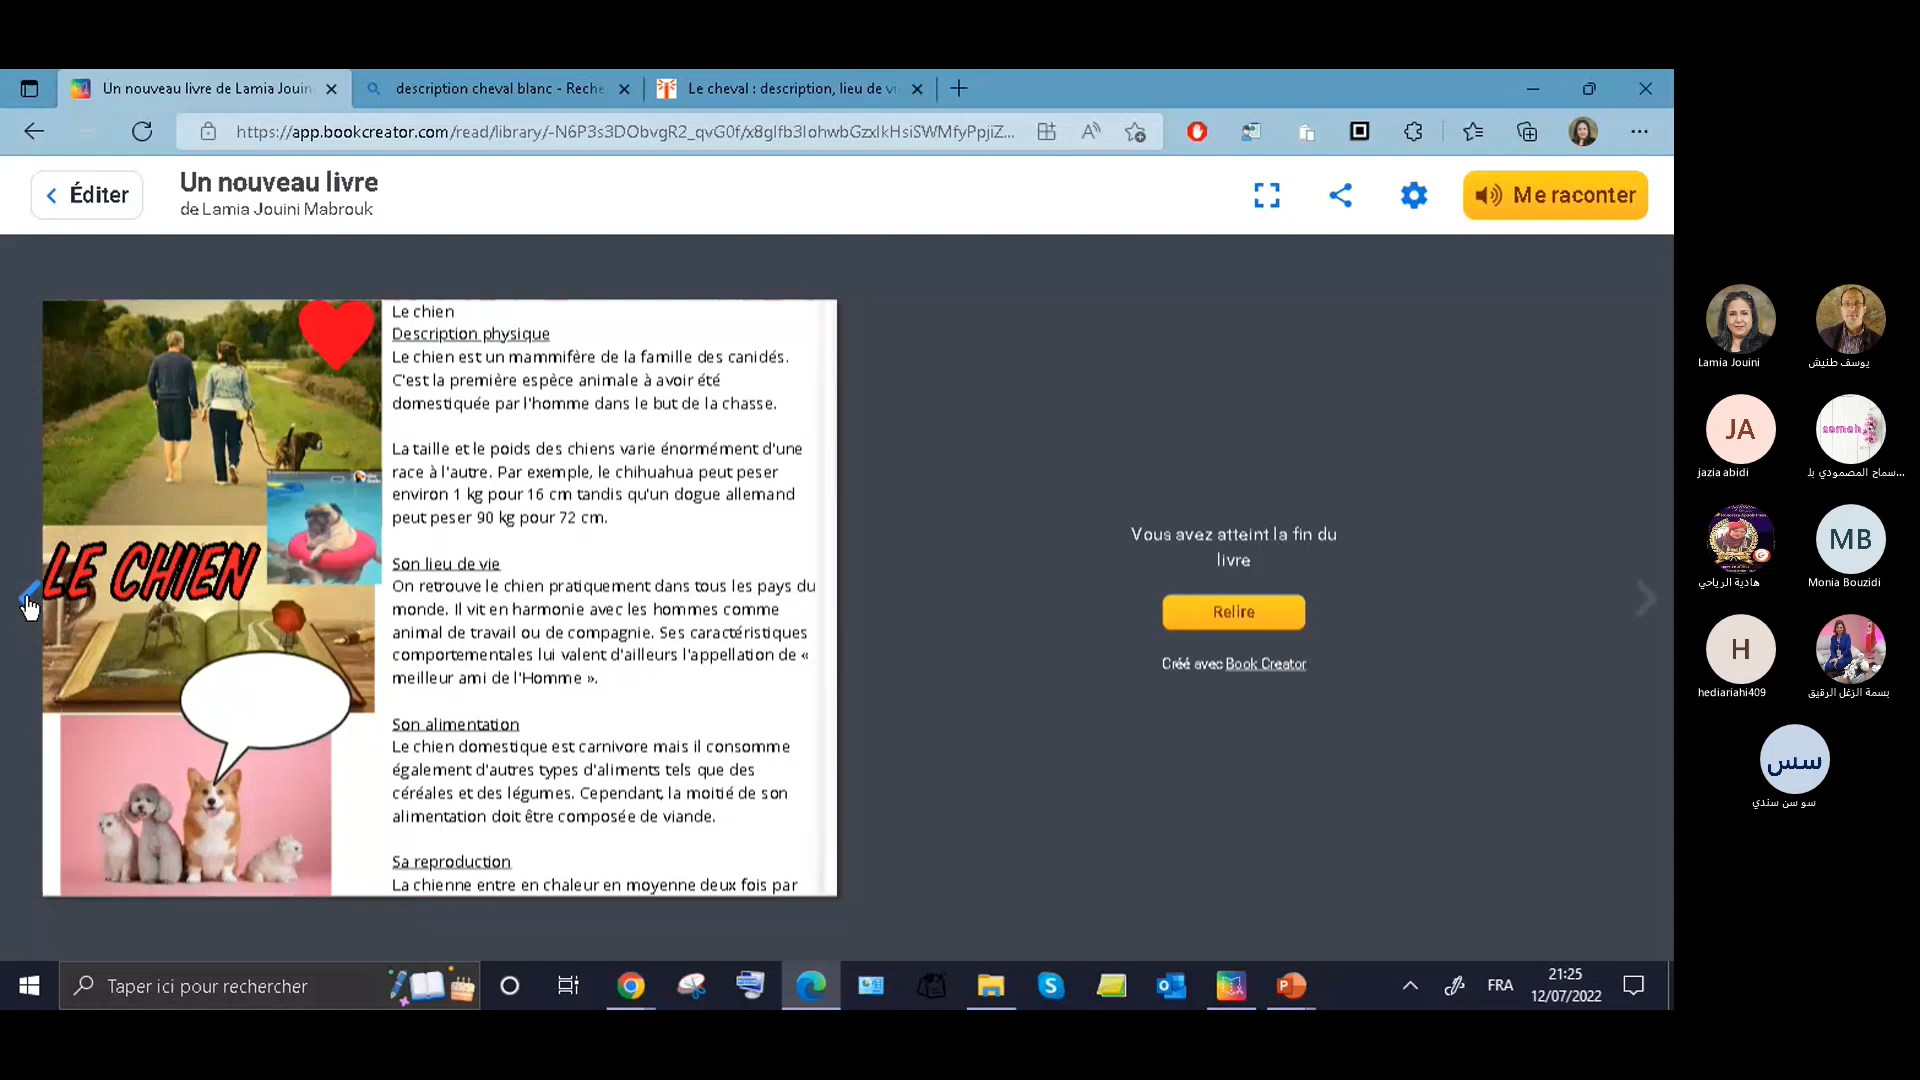 Un nouveau livre de Lamia Jouin
description cheval blanc - Reche
Le cheval : description, lieu de vi
https://app.bookcreator.com/read/library/-N6P3s3DObvgR2_qvG0f/x8glfb3IohwbGzxlkHsiSWMfyPpjiZ...
Éditer
Un nouveau livre
de Lamia Jouini Mabrouk
Me raconter
LE CHIEN
Le chien
Description physique
Le chien est un mammifère de la famille des canidés.
C'est la première espèce animale à avoir été
domestiquée par l'homme dans le but de la chasse.
La taille et le poids des chiens varie énormément d'une
race à l'autre. Par exemple, le chihuahua peut peser
environ 1 kg pour 16 cm tandis qu'un dogue allemand
peut peser 90 kg pour 72 cm.
Son lieu de vie
On retrouve le chien pratiquement dans tous les pays du
monde. Il vit en harmonie avec les hommes comme
animal de travail ou de compagnie. Ses caractéristiques
comportementales lui valent d'ailleurs l'appellation de «
meilleur ami de l'Homme ».
Son alimentation
Le chien domestique est carnivore mais il consomme
également d'autres types d'aliments tels que des
céréales et des légumes. Cependant, la moitié de son
alimentation doit être composée de viande.
Sa reproduction
La chienne entre en chaleur en moyenne deux fois par
Vous avez atteint la fin du
livre
Relire
Créé avec Book Creator
Lamia Jouini
يوسف طنيش
JA
jazia abidi
samah
سماح المصمودي بل...
هادية الرياحي
MB
Monia Bouzidi
H
hediariahi409
بسمة الزغل الرقيق
سس
سو سن سندي
Taper ici pour rechercher
FRA
21:25
12/07/2022